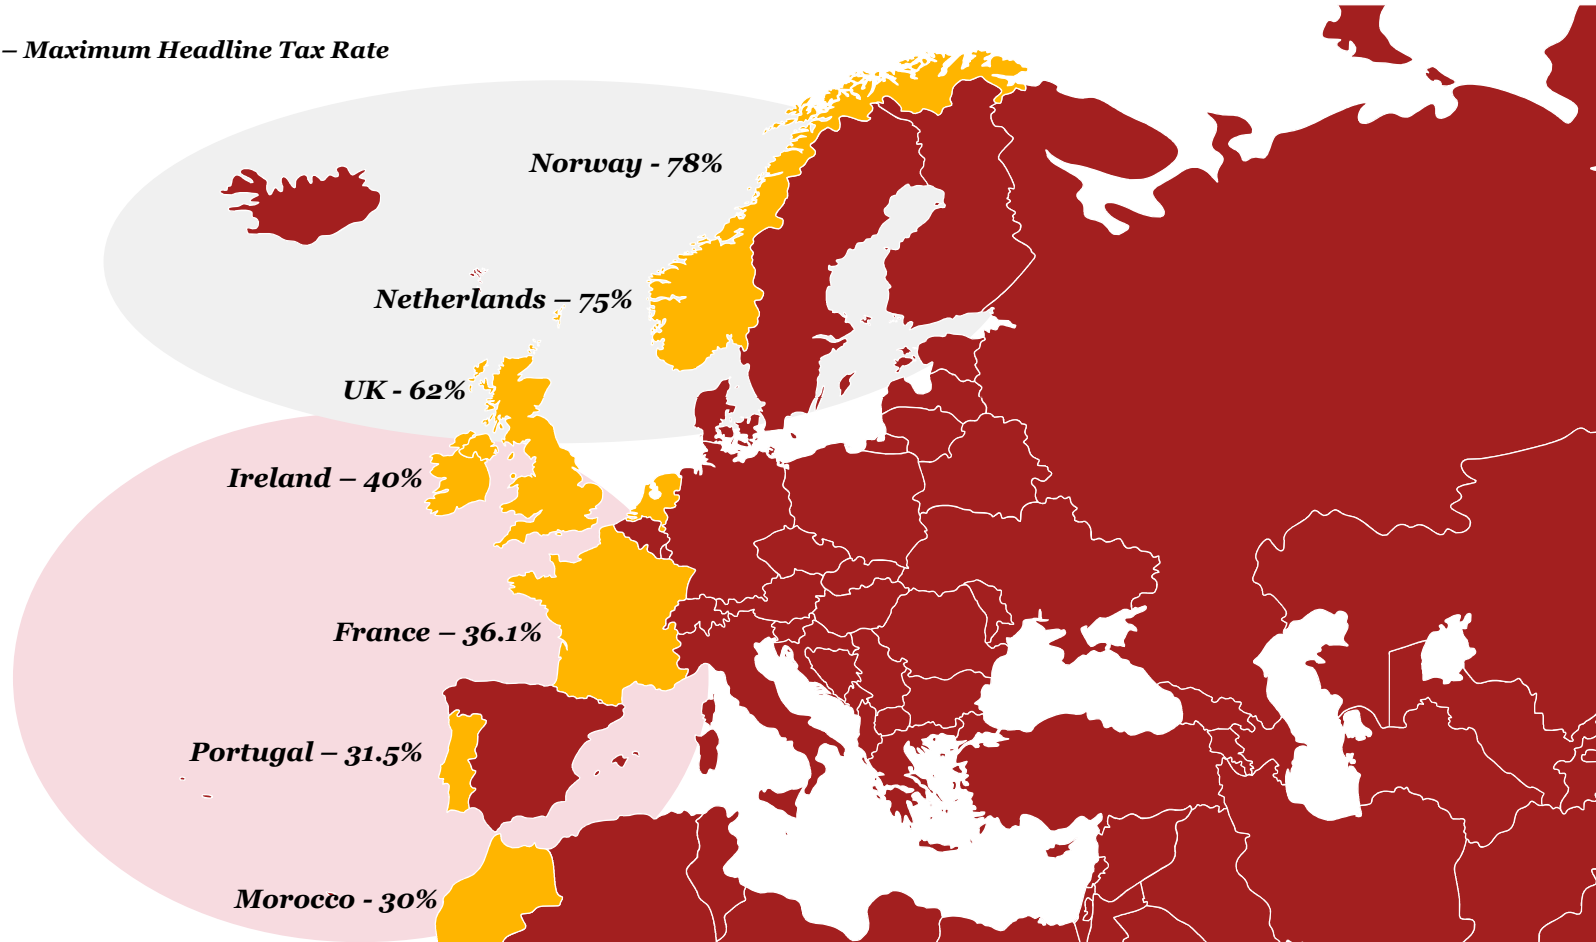 – Maximum Headline Tax Rate
Norway - 78%
Netherlands – 75%
UK - 62%
Ireland – 40%
France – 36.1%
Portugal – 31.5%
Morocco - 30%